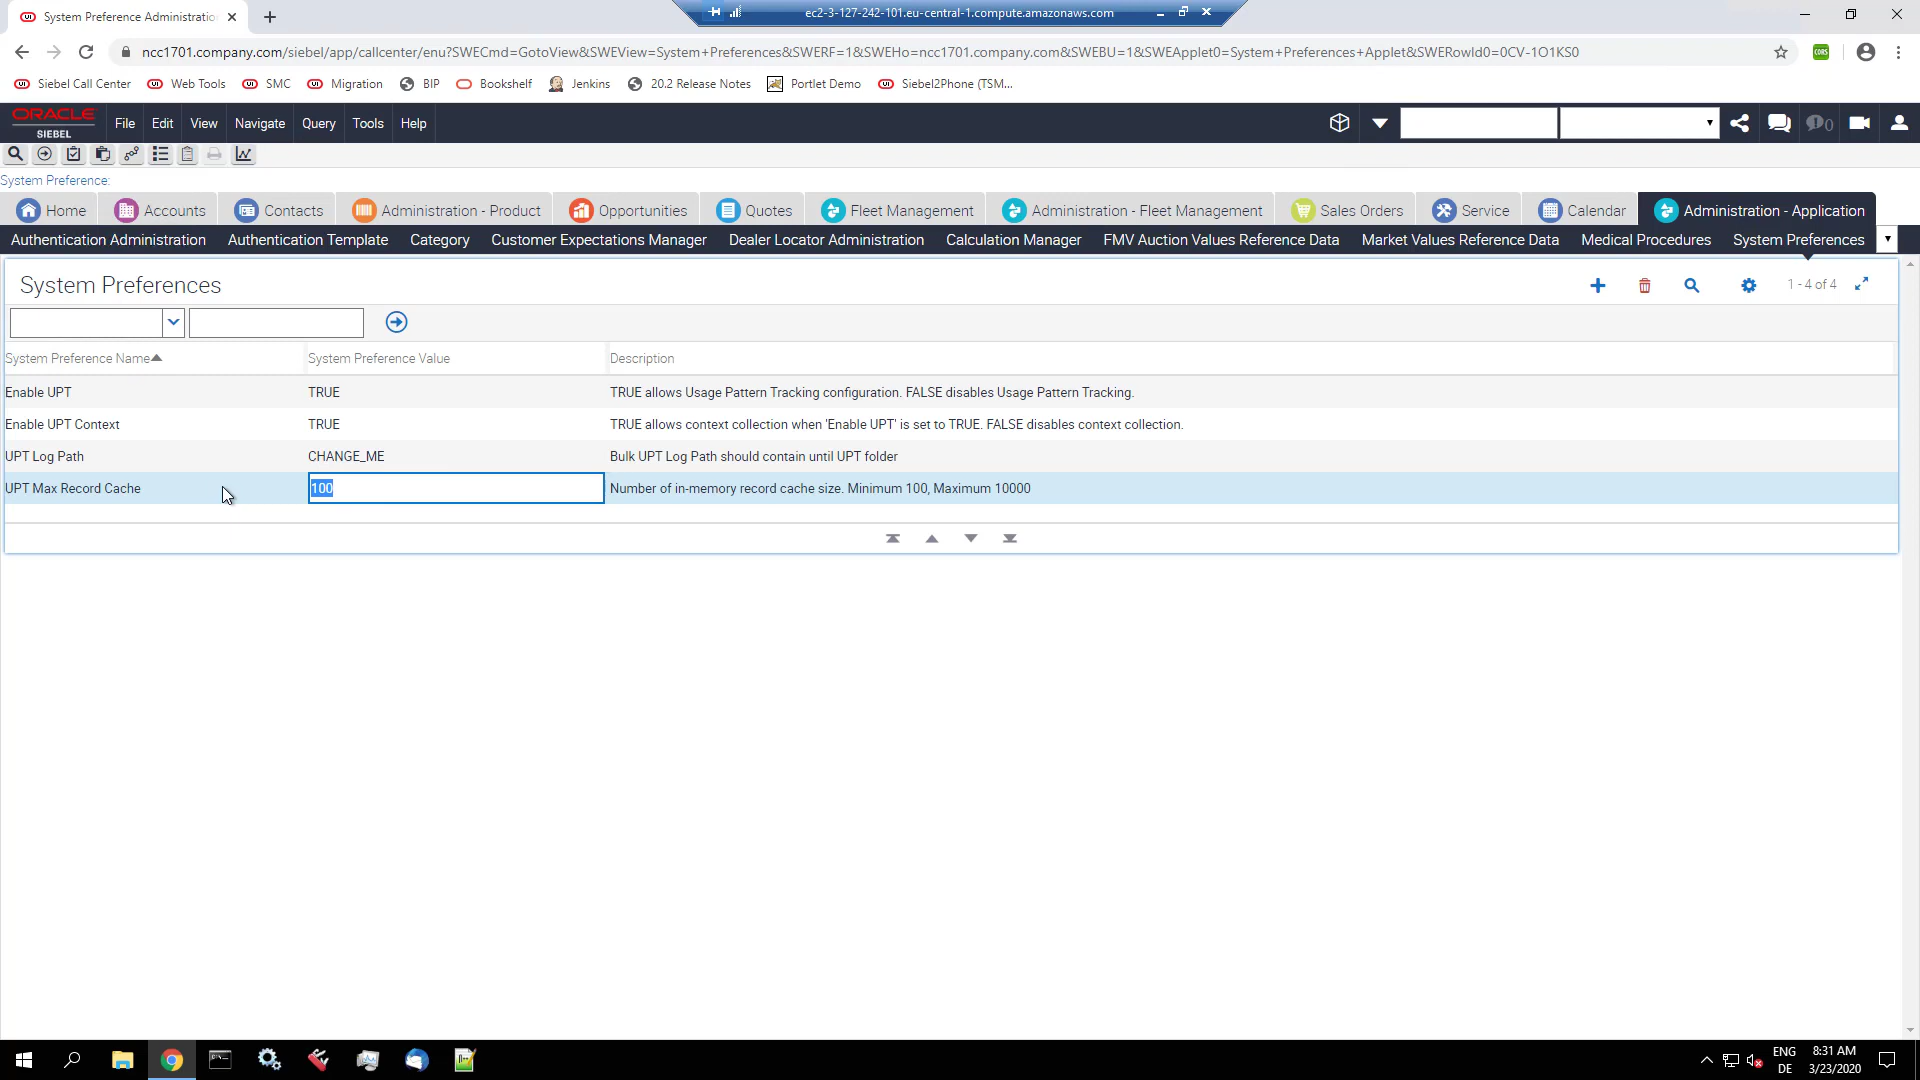 System Preference Administratio
ec2-3-127-242-101.eu-central-1.compute.amazonaws.com
ncc1701.company.com/siebel/app/callcenter/enu?SWECmd=GotoView&SWEView=System+Preferences&SWERF=1&SWEHo=ncc1701.company.com&SWEBU=1&SWEApplet0=System+Preferences+Applet&SWERowId0=0CV-1O1KS0
CORS
Siebel Call Center Web Tools SMC Migration BIP Bookshelf Jenkins 20.2 Release Notes Portlet Demo Siebel2Phone (TSM...
ORACLE
SIEBEL
File Edit View Navigate Query Tools Help
0
System Preference:
Home Accounts Contacts Administration - Product Opportunities Quotes Fleet Management Administration - Fleet Management Sales Orders Service Calendar Administration - Application
Authentication Administration Authentication Template Category Customer Expectations Manager Dealer Locator Administration Calculation Manager FMV Auction Values Reference Data Market Values Reference Data Medical Procedures System Preferences
System Preferences
1 - 4 of 4
System Preference Name System Preference Value Description
Enable UPT TRUE TRUE allows Usage Pattern Tracking configuration. FALSE disables Usage Pattern Tracking.
Enable UPT Context TRUE TRUE allows context collection when 'Enable UPT' is set to TRUE. FALSE disables context collection.
UPT Log Path CHANGE_ME Bulk UPT Log Path should contain until UPT folder
UPT Max Record Cache 100 Number of in-memory record cache size. Minimum 100, Maximum 10000
ENG
DE
8:31 AM
3/23/2020